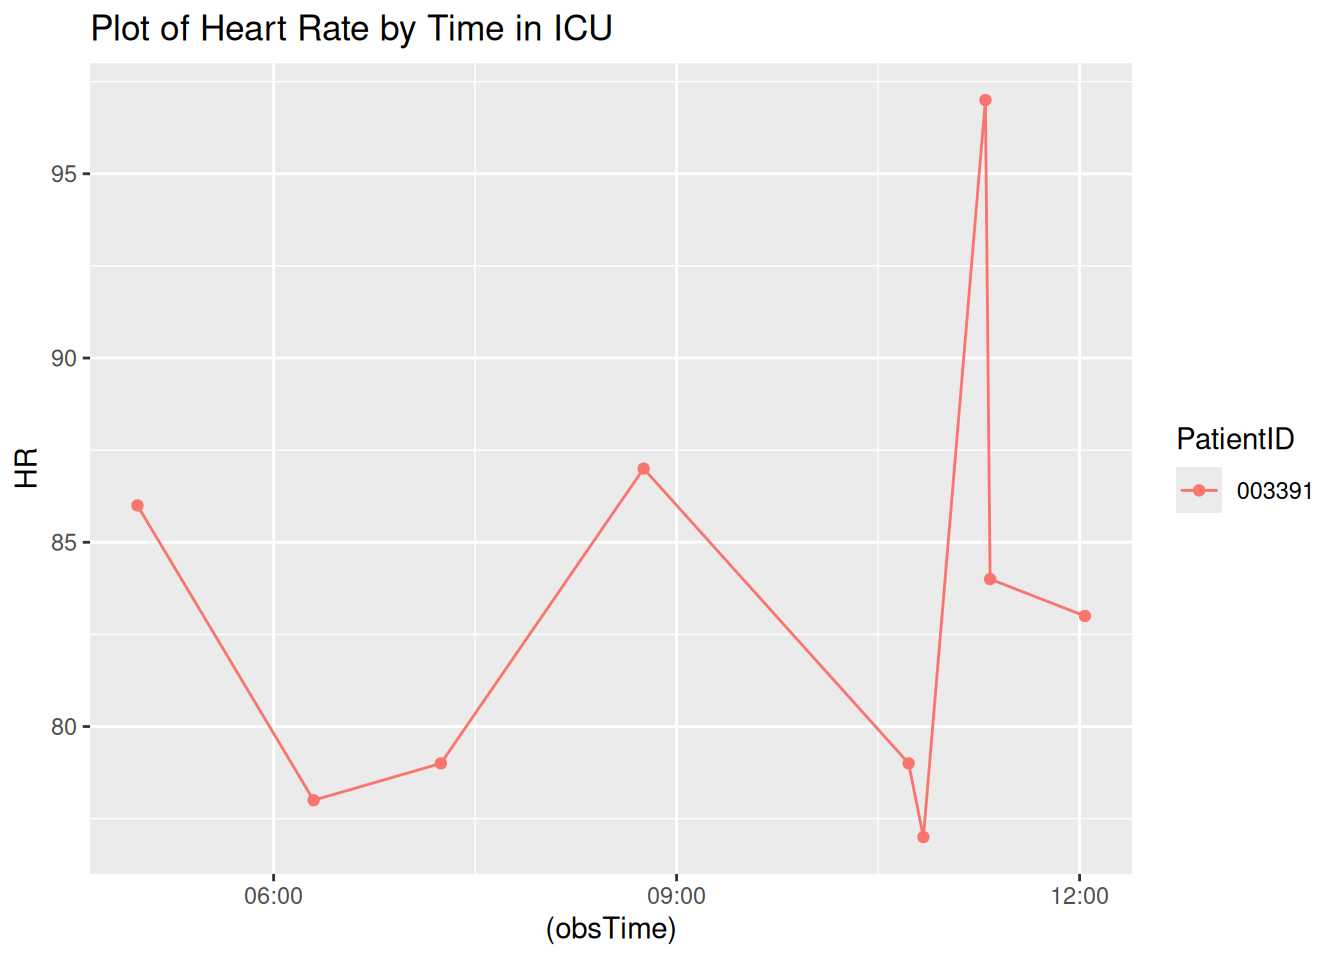 Plot of Heart Rate by Time in ICU
95
90
85
80
HR
06:00
09:00
12:00
(obsTime)
PatientID
003391